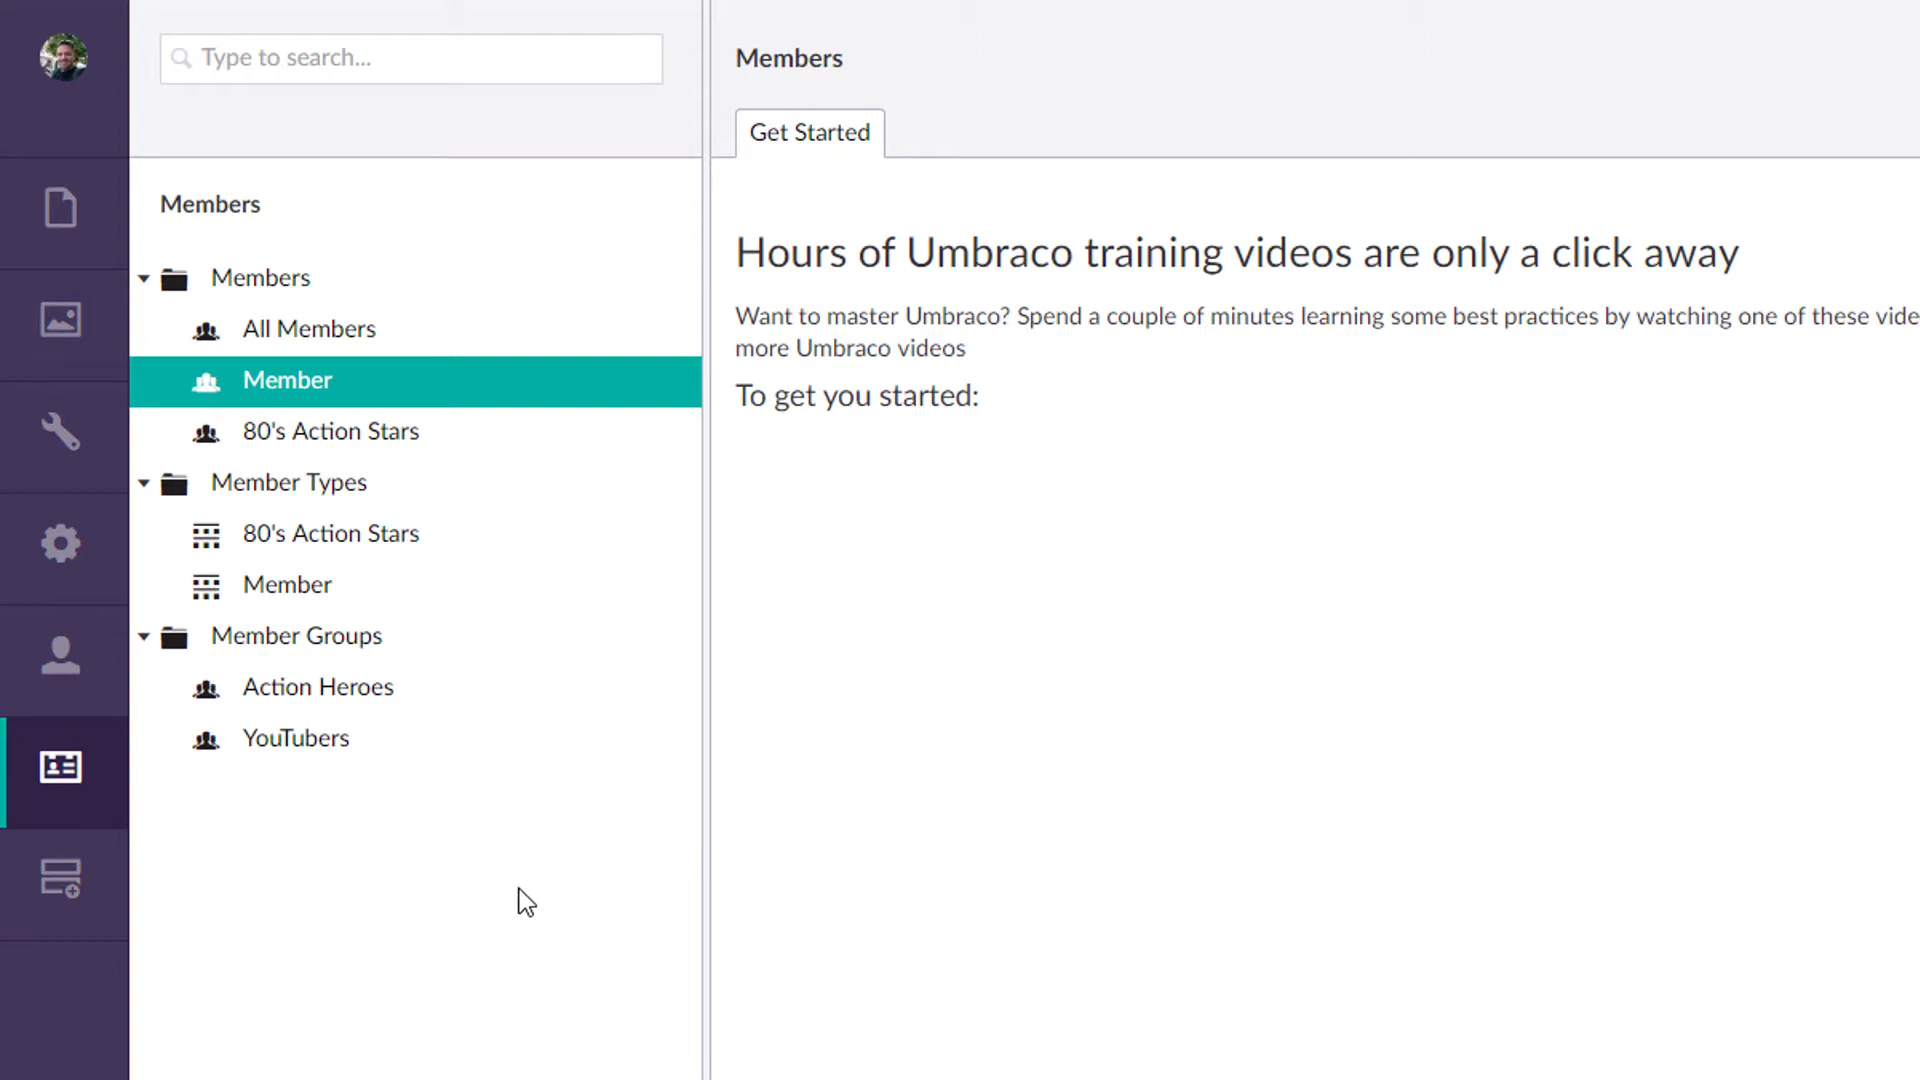 Type to search...
Members
Members
All Members
Member
80's Action Stars
Member Types
80's Action Stars
Member
Member Groups
Action Heroes
YouTubers
Members
Get Started
Hours of Umbraco training videos are only a click away
Want to master Umbraco? Spend a couple of minutes learning some best practices by watching one of these vide
more Umbraco videos
To get you started: